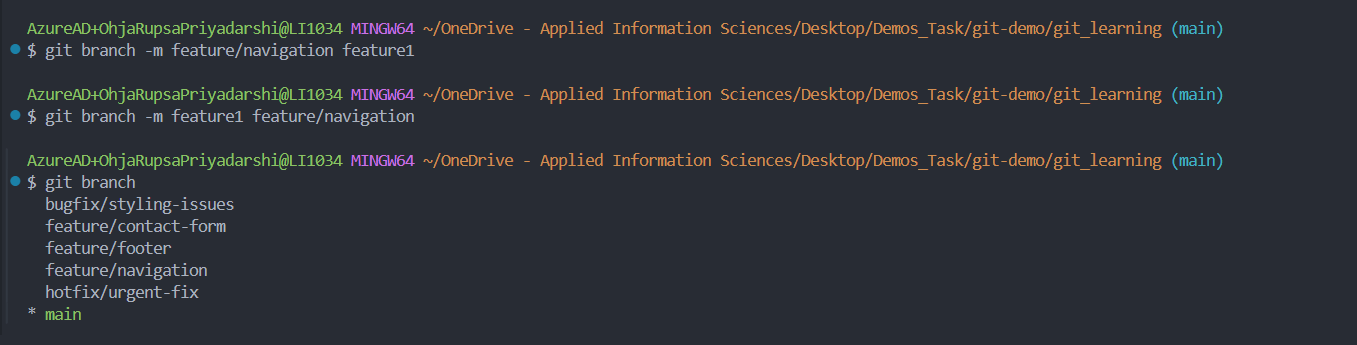 AzureAD+OhjaRupsaPriyadarshi@LI1034 MINGW64 ~/OneDrive - Applied Information Sciences/Desktop/Demos_Task/git-demo/git_learning (main)
$ git branch -m feature/navigation feature1
AzureAD+OhjaRupsaPriyadarshi@LI1034 MINGW64 ~/OneDrive - Applied Information Sciences/Desktop/Demos_Task/git-demo/git_learning (main)
$ git branch -m feature1 feature/navigation
AzureAD+OhjaRupsaPriyadarshi@LI1034 MINGW64 ~/OneDrive - Applied Information Sciences/Desktop/Demos_Task/git-demo/git_learning (main)
$ git branch
bugfix/styling-issues
feature/contact-form
feature/footer
feature/navigation
hotfix/urgent-fix
* main